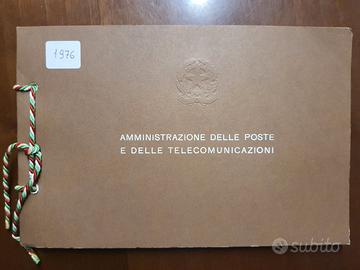 1976
AMMINISTRAZIONE DELLE POSTE
E DELLE TELECOMUNICAZIONI
subito